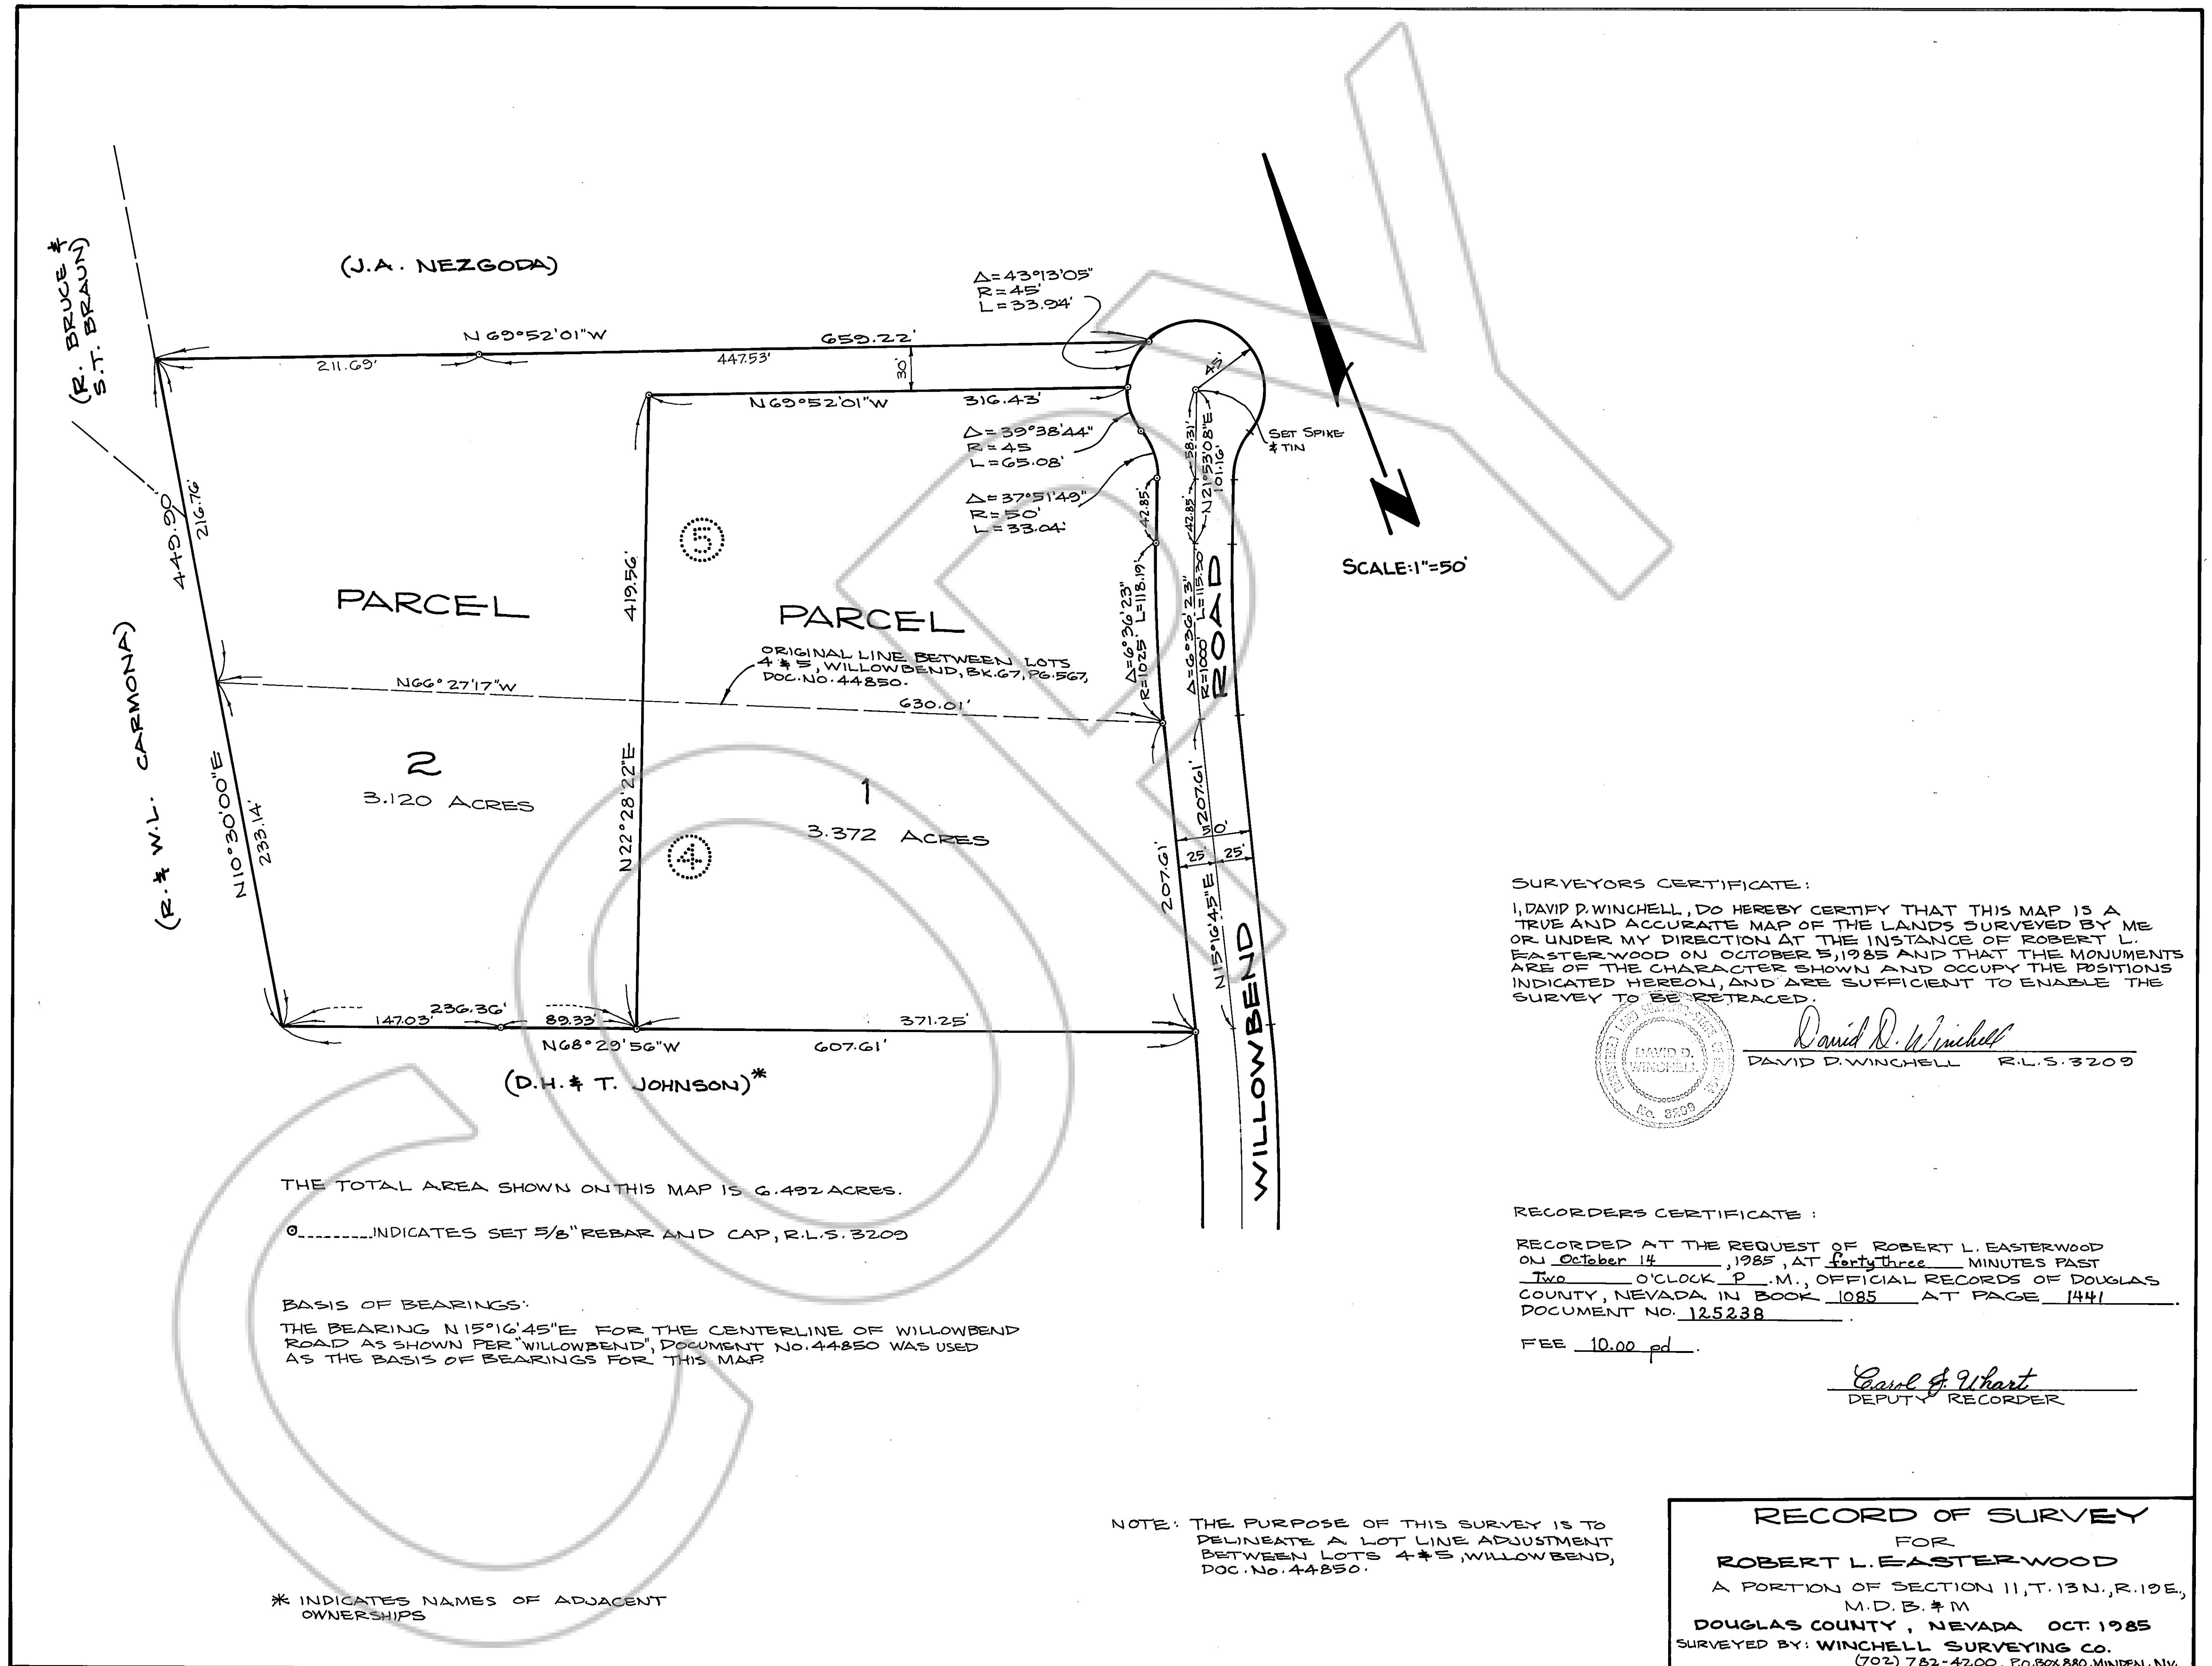 (R. BRUCE &
S.T. BRAUN)
(J.A. NEZGODA)
N 69°52'01"W
659.22'
211.69'
447.53'
30'
N69°52'01"W
316.43'
Δ=43°13'05"
R=45'
L=33.94'
45'
Δ=39°38'44"
R=45
L=65.08'
SET SPIKE
& TIN
58.31'
N21°53'08"E
101.16'
Δ=37°51'49"
R=50'
L=33.04'
42.85'
42.85'
SCALE: 1"=50'
449.90
216.76'
419.56'
5
PARCEL
PARCEL
Δ=6°36'23"
R=1025' L=118.19'
Δ=6°36'23"
R=1000' L=115.30'
ROAD
ORIGINAL LINE BETWEEN LOTS
4 & 5, WILLOWBEND, BK.67, PG.567,
DOC. NO. 44850.
N66°27'17"W
630.01'
(R. & W.L. CARMONA)
N10°30'00"E
233.14'
2
3.120 ACRES
N22°28'22"E
4
1
3.372 ACRES
207.61'
207.61'
50'
25' 25'
N15°16'45"E
WILLOWBEND
236.36'
147.03'
89.33'
371.25'
N68°29'56"W
607.61'
(D.H. & T. JOHNSON)*
THE TOTAL AREA SHOWN ON THIS MAP IS 6.492 ACRES.
INDICATES SET 5/8" REBAR AND CAP, R.L.S. 3209
BASIS OF BEARINGS:
THE BEARING N15°16'45"E FOR THE CENTERLINE OF WILLOWBEND
ROAD AS SHOWN PER "WILLOWBEND", DOCUMENT NO. 44850 WAS USED
AS THE BASIS OF BEARINGS FOR THIS MAP.
* INDICATES NAMES OF ADJACENT
OWNERSHIPS
NOTE: THE PURPOSE OF THIS SURVEY IS TO
DELINEATE A LOT LINE ADJUSTMENT
BETWEEN LOTS 4 & 5, WILLOWBEND,
DOC. NO. 44850.
SURVEYORS CERTIFICATE:
I, DAVID D. WINCHELL, DO HEREBY CERTIFY THAT THIS MAP IS A
TRUE AND ACCURATE MAP OF THE LANDS SURVEYED BY ME
OR UNDER MY DIRECTION AT THE INSTANCE OF ROBERT L.
EASTERWOOD ON OCTOBER 5, 1985 AND THAT THE MONUMENTS
ARE OF THE CHARACTER SHOWN AND OCCUPY THE POSITIONS
INDICATED HEREON, AND ARE SUFFICIENT TO ENABLE THE
SURVEY TO BE RETRACED.
David D. Winchell
DAVID D. WINCHELL R.L.S. 3209
DAVID D.
WINCHELL
No. 3209
RECORDERS CERTIFICATE:
RECORDED AT THE REQUEST OF ROBERT L. EASTERWOOD
ON October 14, 1985, AT forty three MINUTES PAST
Two O'CLOCK P.M., OFFICIAL RECORDS OF DOUGLAS
COUNTY, NEVADA IN BOOK 1085 AT PAGE 1441.
DOCUMENT NO. 125238.
FEE 10.00 pd.
Carol J. Uhart
DEPUTY RECORDER
RECORD OF SURVEY
FOR
ROBERT L. EASTERWOOD
A PORTION OF SECTION 11, T.13N., R.19E.,
M.D.B. & M
DOUGLAS COUNTY, NEVADA OCT. 1985
SURVEYED BY: WINCHELL SURVEYING CO.
(702) 782-4200 P.O. BOX 880, MINDEN, NV.
COPY